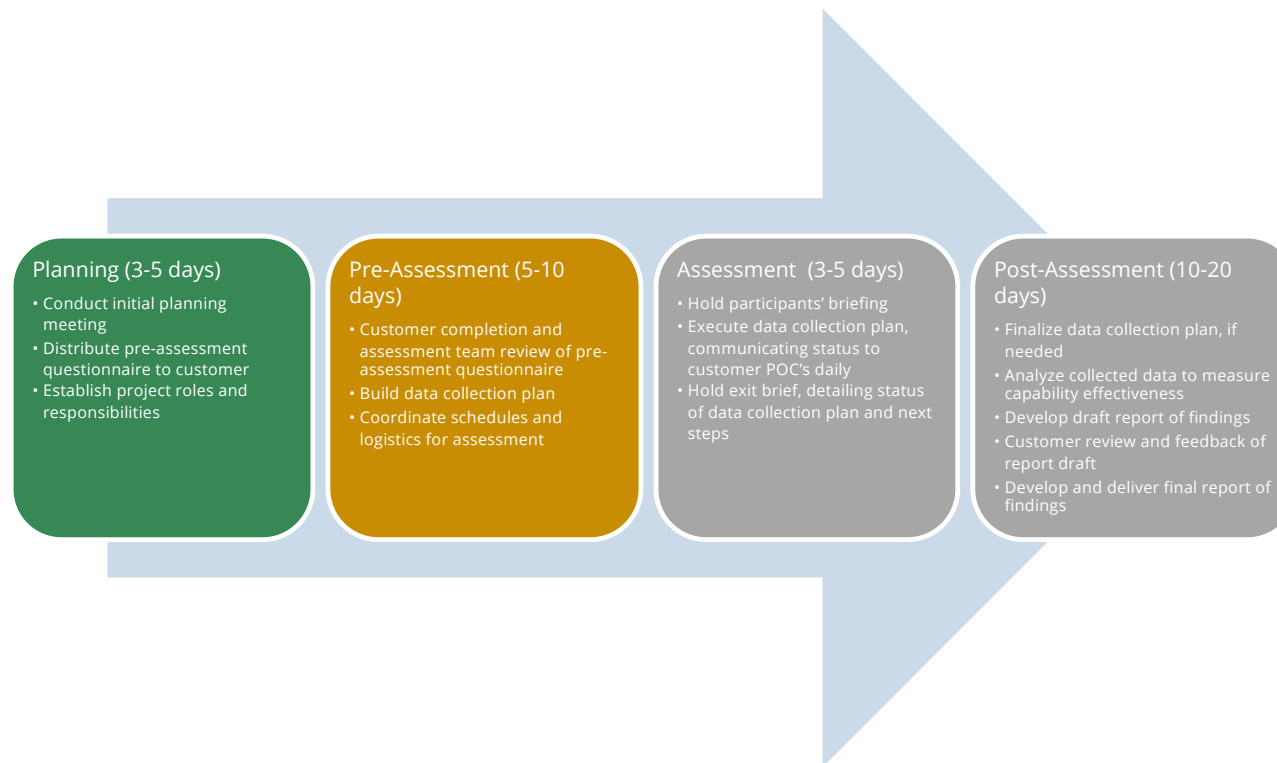 Planning (3-5 days)
• Conduct initial planning
meeting
• Distribute pre-assessment
questionnaire to customer
• Establish project roles and
responsibilities
Pre-Assessment (5-10
days)
• Customer completion and
assessment team review of pre-
assessment questionnaire
• Build data collection plan
• Coordinate schedules and
logistics for assessment
Assessment  (3-5 days)
• Hold participants’ briefing
• Execute data collection plan,
communicating status to
customer POC’s daily
• Hold exit brief, detailing status
of data collection plan and next
steps
Post-Assessment (10-20
days)
• Finalize data collection plan, if
needed
• Analyze collected data to measure
capability effectiveness
• Develop draft report of findings
• Customer review and feedback of
report draft
• Develop and deliver final report of
findings